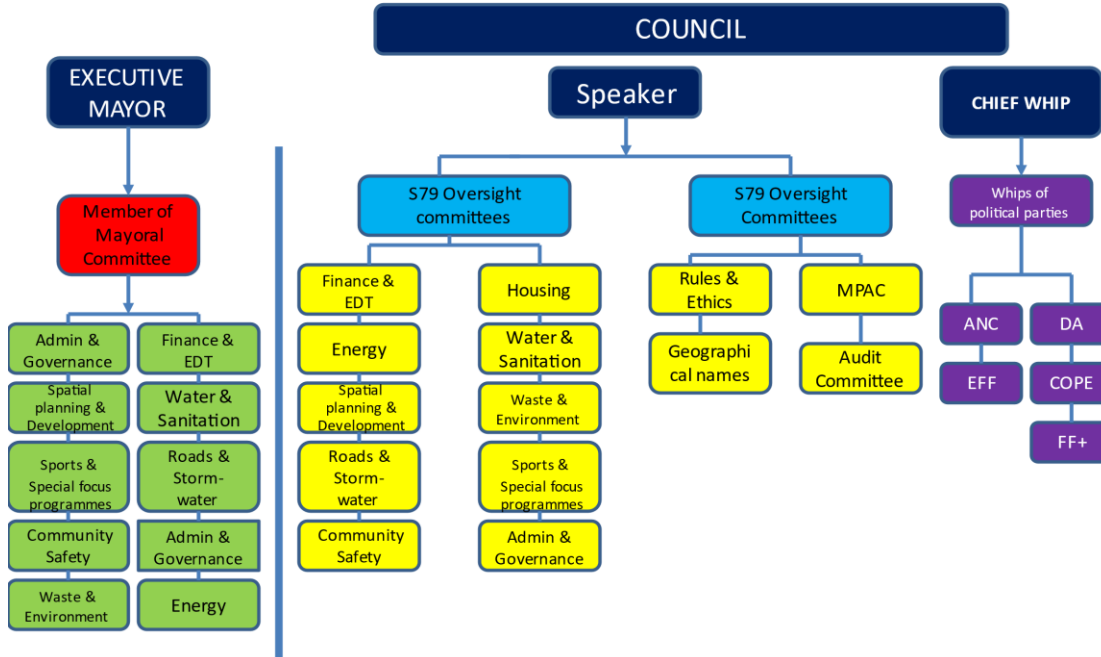 COUNCIL
EXECUTIVE
MAYOR
Speaker
CHIEF WHIP
Member of
Mayoral
Committee
S79 Oversight
committees
S79 Oversight
Committees
Whips of
political parties
Admin &
Governance
Spatial
planning &
Development
Sports &
Special focus
programmes
Community
Safety
Waste &
Environment
Finance &
EDT
Water &
Sanitation
Roads &
Storm-
water
Admin &
Governance
Energy
Finance &
EDT
Energy
Spatial
planning &
Development
Roads &
Storm-
water
Community
Safety
Housing
Water &
Sanitation
Waste &
Environment
Sports &
Special focus
programmes
Admin &
Governance
Rules &
Ethics
Geographi
cal names
MPAC
Audit
Committee
ANC
EFF
DA
COPE
FF+